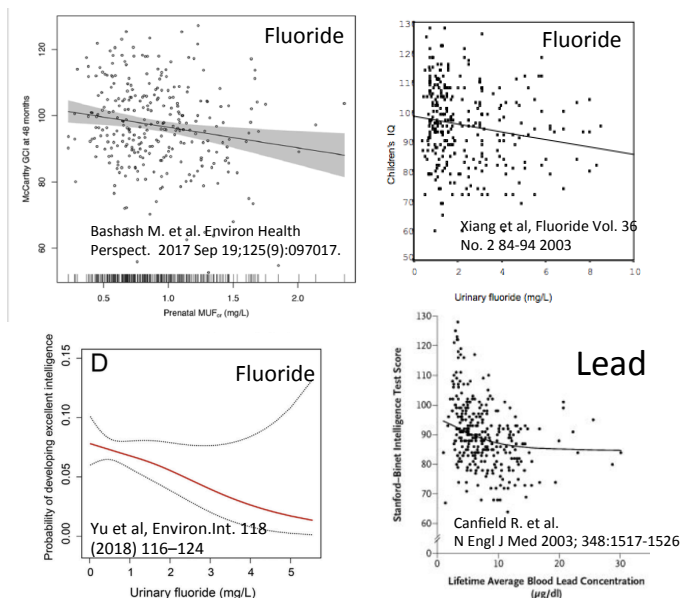 Fluoride
McCarthy GCI at 48 months
120
100
80
60
Bashash M. et al. Environ Health
Perspect.  2017 Sep 19;125(9):097017.
0.5
1.0
1.5
2.0
Prenatal MUFcr (mg/L)
Fluoride
Children's IQ
130
120
110
100
90
80
70
60
50
Xiang et al, Fluoride Vol. 36
No. 2 84-94 2003
0
2
4
6
8
10
Urinary fluoride (mg/L)
D
Fluoride
Probability of developing excellent intelligence
0.15
0.10
0.05
0.00
Yu et al, Environ.Int. 118
(2018) 116–124
0
1
2
3
4
5
Urinary fluoride (mg/L)
Lead
Stanford–Binet Intelligence Test Score
130
120
110
100
90
80
70
60
Canfield R. et al.
N Engl J Med 2003; 348:1517-1526
0
10
20
30
Lifetime Average Blood Lead Concentration
(µg/dl)